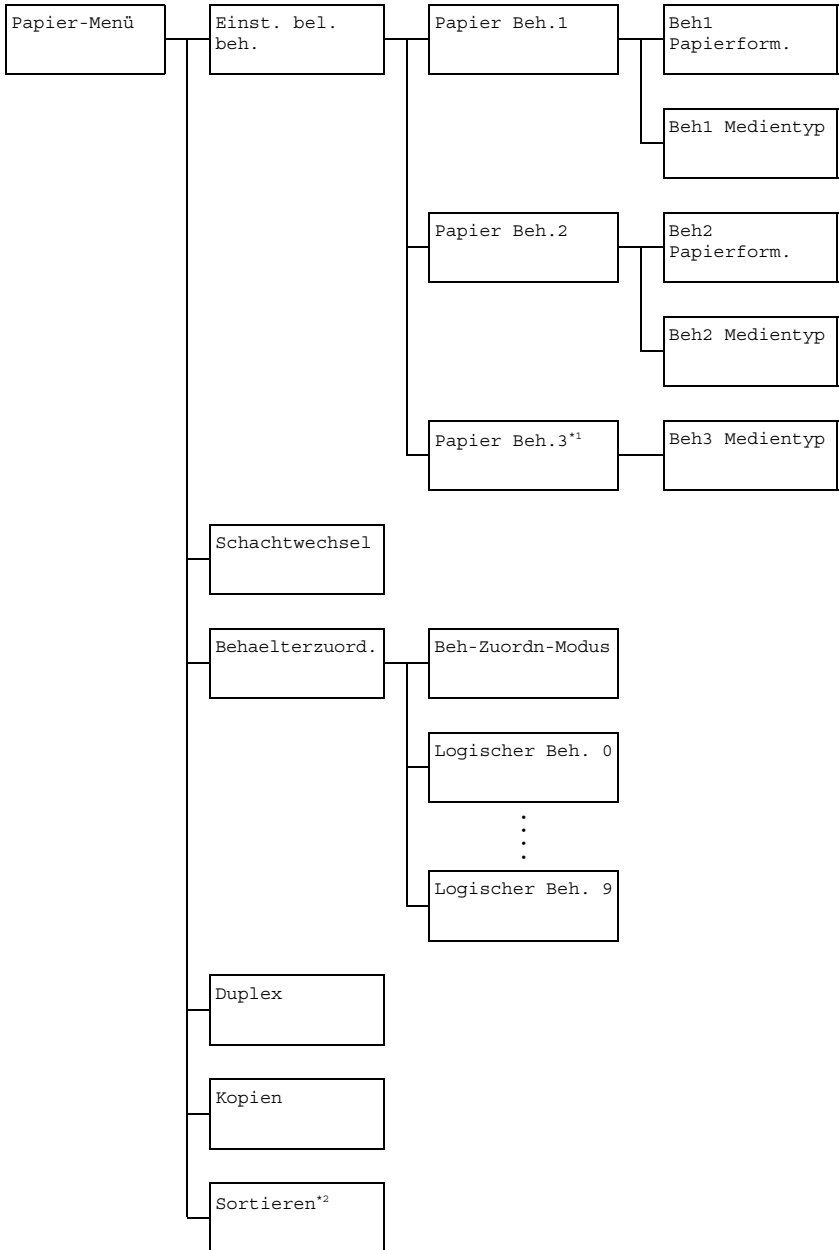 Papier-Menü
Einst. bel.
beh.
Papier Beh.1
Beh1
Papierform.
Beh1 Medientyp
Papier Beh.2
Beh2
Papierform.
Beh2 Medientyp
Papier Beh.3*1
Beh3 Medientyp
Schachtwechsel
Behaelterzuord.
Beh-Zuordn-Modus
Logischer Beh. 0
Logischer Beh. 9
Duplex
Kopien
Sortieren*2